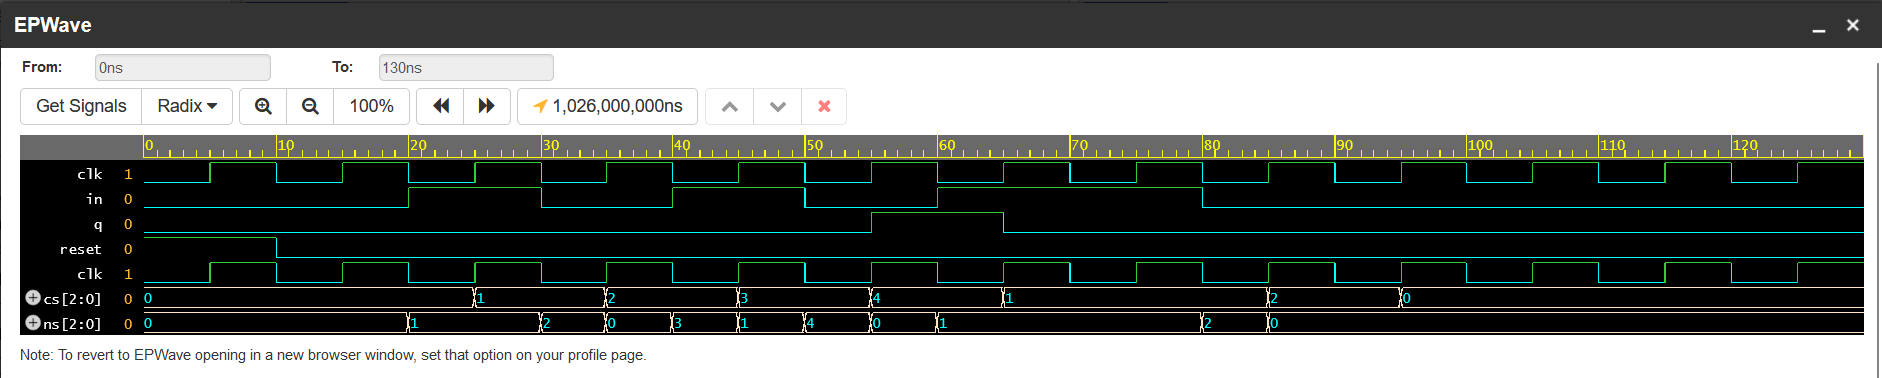 EPWave
From: 0ns To: 130ns
Get Signals Radix 100% 1,026,000,000ns
0 10 20 30 40 50 60 70 80 90 100 110 120
clk 1
in 0
q 0
reset 0
clk 1
cs[2:0] 0 0 1 2 3 4 1 2 0
ns[2:0] 0 0 1 2 0 3 1 4 0 1 2 0
Note: To revert to EPWave opening in a new browser window, set that option on your profile page.